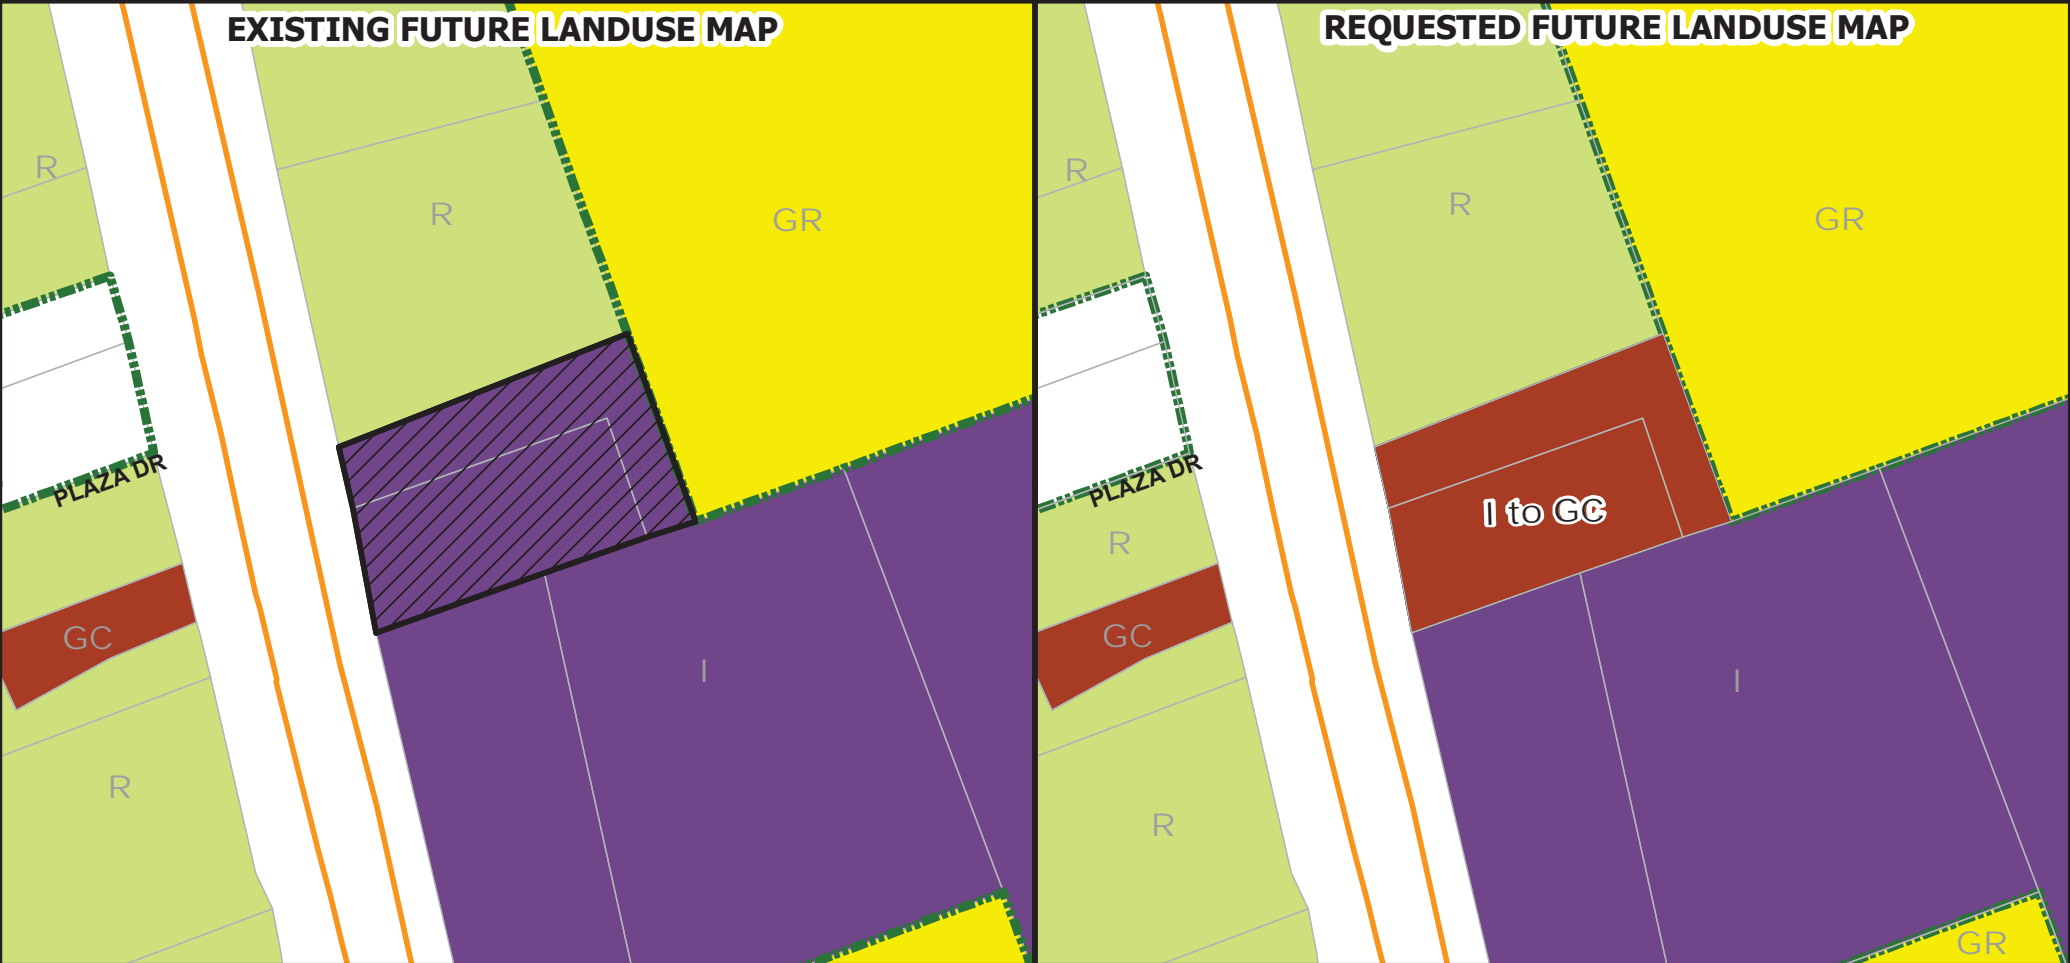 EXISTING FUTURE LANDUSE MAP
R
R
GR
PLAZA DR
GC
I
R
REQUESTED FUTURE LANDUSE MAP
R
R
GR
PLAZA DR
I to GC
R
GC
I
R
GR